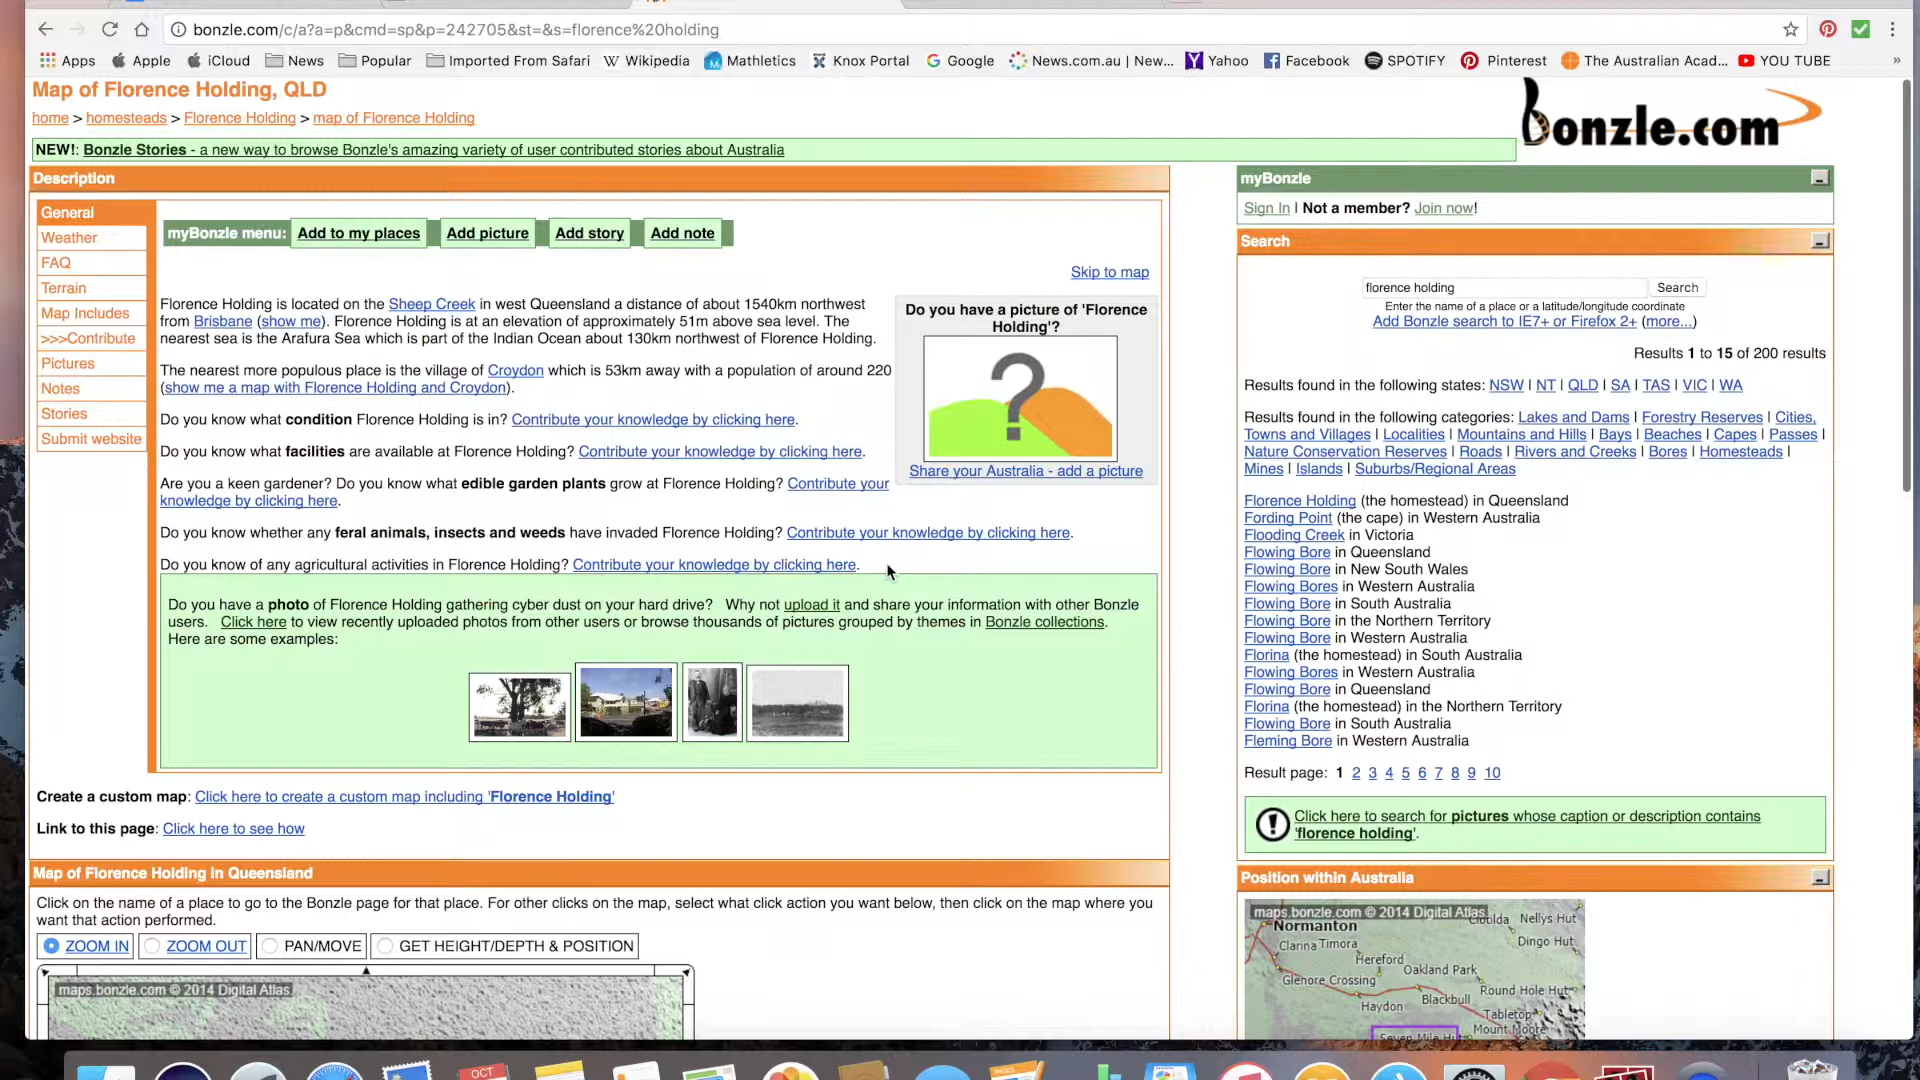 bonzle.com/c/a?a=p&cmd=sp&p=242705&st=&s=florence%20holding
Apps Apple iCloud News Popular Imported From Safari Wikipedia Mathletics Knox Portal Google News.com.au | New... Yahoo Facebook SPOTIFY Pinterest The Australian Acad... YOU TUBE »
Map of Florence Holding, QLD
home > homesteads > Florence Holding > map of Florence Holding
bonzle.com
NEW!: Bonzle Stories - a new way to browse Bonzle's amazing variety of user contributed stories about Australia
Description
General
Weather
FAQ
Terrain
Map Includes
>>>Contribute
Pictures
Notes
Stories
Submit website
myBonzle menu: Add to my places Add picture Add story Add note
Skip to map
Florence Holding is located on the Sheep Creek in west Queensland a distance of about 1540km northwest
from Brisbane (show me). Florence Holding is at an elevation of approximately 51m above sea level. The
nearest sea is the Arafura Sea which is part of the Indian Ocean about 130km northwest of Florence Holding.
The nearest more populous place is the village of Croydon which is 53km away with a population of around 220
(show me a map with Florence Holding and Croydon).
Do you know what condition Florence Holding is in? Contribute your knowledge by clicking here.
Do you know what facilities are available at Florence Holding? Contribute your knowledge by clicking here.
Are you a keen gardener? Do you know what edible garden plants grow at Florence Holding? Contribute your
knowledge by clicking here.
Do you know whether any feral animals, insects and weeds have invaded Florence Holding? Contribute your knowledge by clicking here.
Do you know of any agricultural activities in Florence Holding? Contribute your knowledge by clicking here.
Do you have a picture of 'Florence
Holding'?
Share your Australia - add a picture
Do you have a photo of Florence Holding gathering cyber dust on your hard drive? Why not upload it and share your information with other Bonzle
users. Click here to view recently uploaded photos from other users or browse thousands of pictures grouped by themes in Bonzle collections.
Here are some examples:
Create a custom map: Click here to create a custom map including 'Florence Holding'
Link to this page: Click here to see how
Map of Florence Holding in Queensland
Click on the name of a place to go to the Bonzle page for that place. For other clicks on the map, select what click action you want below, then click on the map where you
want that action performed.
ZOOM IN ZOOM OUT PAN/MOVE GET HEIGHT/DEPTH & POSITION
maps.bonzle.com © 2014 Digital Atlas
myBonzle
Sign In | Not a member? Join now!
Search
florence holding Search
Enter the name of a place or a latitude/longitude coordinate
Add Bonzle search to IE7+ or Firefox 2+ (more...)
Results 1 to 15 of 200 results
Results found in the following states: NSW | NT | QLD | SA | TAS | VIC | WA
Results found in the following categories: Lakes and Dams | Forestry Reserves | Cities,
Towns and Villages | Localities | Mountains and Hills | Bays | Beaches | Capes | Passes |
Nature Conservation Reserves | Roads | Rivers and Creeks | Bores | Homesteads |
Mines | Islands | Suburbs/Regional Areas
Florence Holding (the homestead) in Queensland
Fording Point (the cape) in Western Australia
Flooding Creek in Victoria
Flowing Bore in Queensland
Flowing Bore in New South Wales
Flowing Bores in Western Australia
Flowing Bore in South Australia
Flowing Bore in the Northern Territory
Flowing Bore in Western Australia
Florina (the homestead) in South Australia
Flowing Bores in Western Australia
Flowing Bore in Queensland
Florina (the homestead) in the Northern Territory
Flowing Bore in South Australia
Fleming Bore in Western Australia
Result page: 1 2 3 4 5 6 7 8 9 10
Click here to search for pictures whose caption or description contains
'florence holding'.
Position within Australia
maps.bonzle.com © 2014 Digital Atlas
Nellys Hut
Normanton
Clarina Timora
Dingo Hut
Hereford
Oakland Park
Glenore Crossing
Round Hole Hut
Blackbull
Haydon
Tabletop
Mount Moore
OCT
PAGES